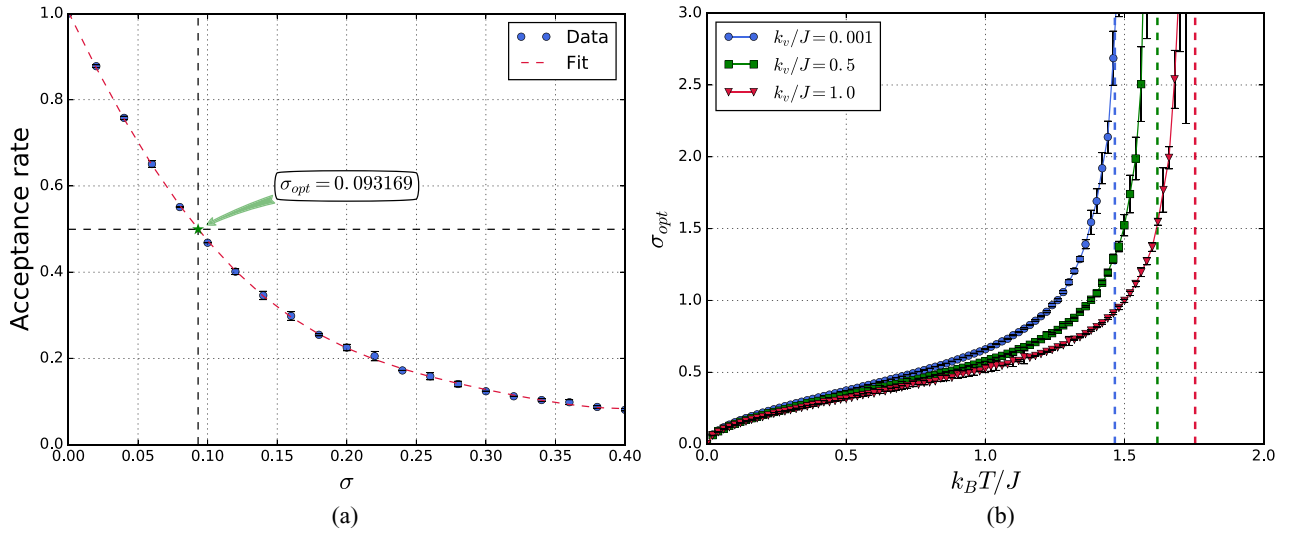 1.0
0.8
0.6
0.4
0.2
0.0
Acceptance rate
0.00 0.05 0.10 0.15 0.20 0.25 0.30 0.35 0.40
σ
Data
Fit
σ_opt = 0.093169
(a)
3.0
2.5
2.0
1.5
1.0
0.5
0.0
σ_opt
0.0 0.5 1.0 1.5 2.0
k_BT/J
k_v/J = 0.001
k_v/J = 0.5
k_v/J = 1.0
(b)